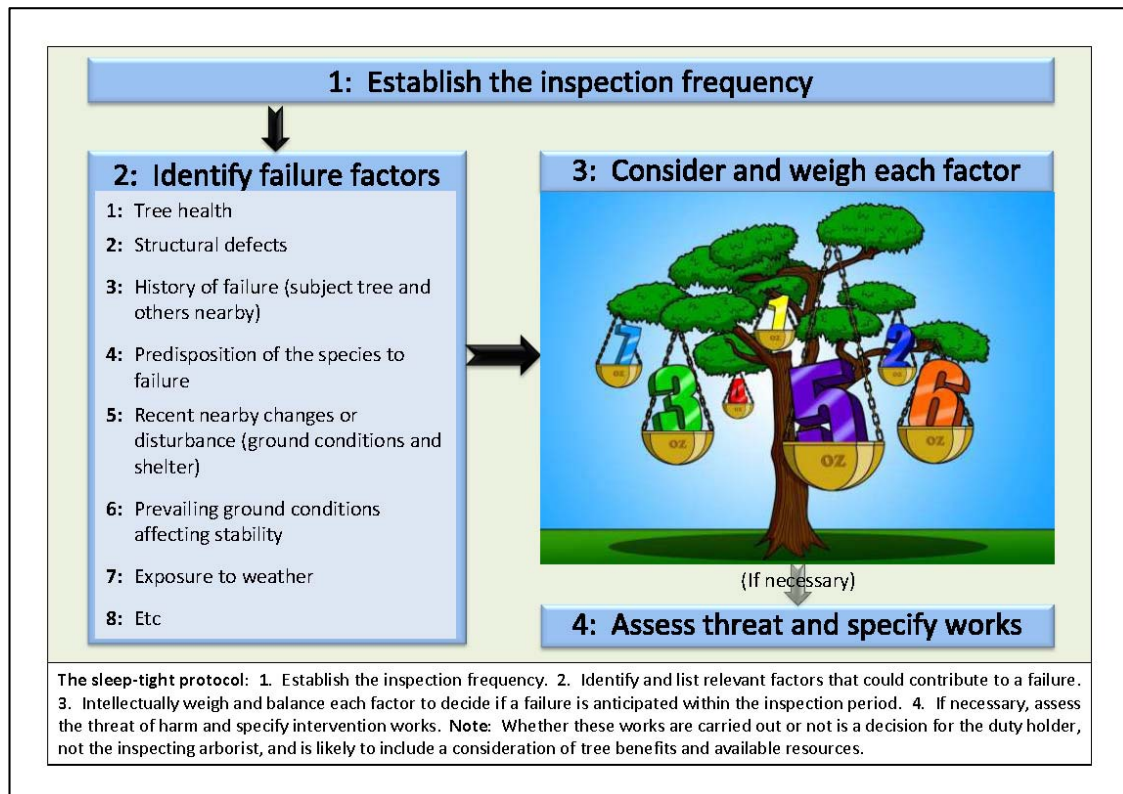 1: Establish the inspection frequency
2: Identify failure factors
1: Tree health
2: Structural defects
3: History of failure (subject tree and
others nearby)
4: Predisposition of the species to
failure
5: Recent nearby changes or
disturbance (ground conditions and
shelter)
6: Prevailing ground conditions
affecting stability
7: Exposure to weather
8: Etc
3: Consider and weigh each factor
1
OZ
7
OZ
2
OZ
3
OZ
4
OZ
5
OZ
6
OZ
(If necessary)
4: Assess threat and specify works
The sleep-tight protocol: 1. Establish the inspection frequency. 2. Identify and list relevant factors that could contribute to a failure.
3. Intellectually weigh and balance each factor to decide if a failure is anticipated within the inspection period. 4. If necessary, assess
the threat of harm and specify intervention works. Note: Whether these works are carried out or not is a decision for the duty holder,
not the inspecting arborist, and is likely to include a consideration of tree benefits and available resources.